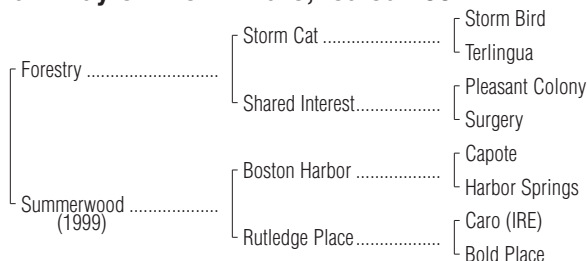 Storm Bird
Storm Cat
Terlingua
Forestry
Pleasant Colony
Shared Interest
Surgery
Capote
Boston Harbor
Harbor Springs
Summerwood
(1999)
Caro (IRE)
Rutledge Place
Bold Place